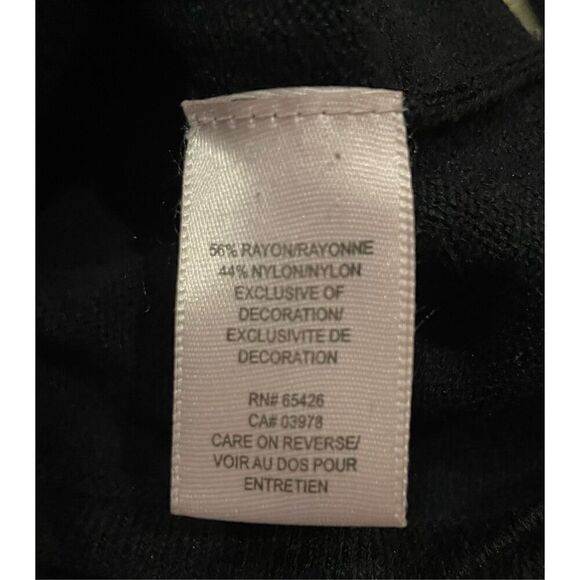 56% RAYON/RAYONNE
44% NYLON/NYLON
EXCLUSIVE OF
DECORATION/
EXCLUSIVITE DE
DECORATION
RN# 65426
CA# 03978
CARE ON REVERSE/
VOIR AU DOS POUR
ENTRETIEN